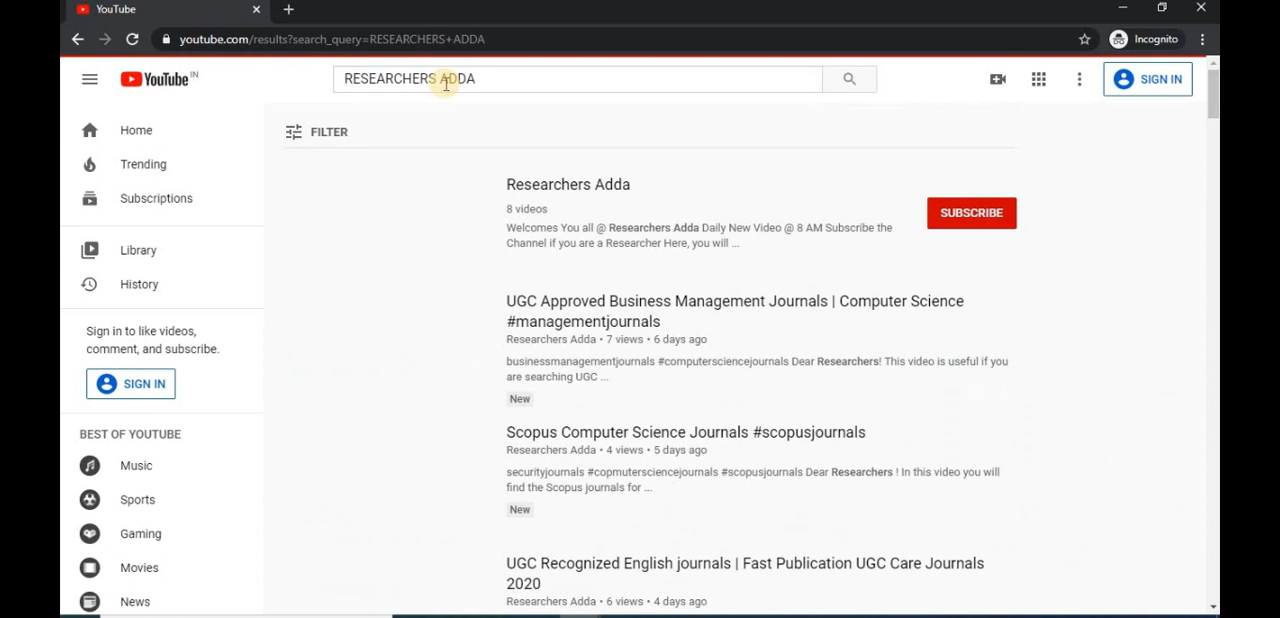 YouTube
youtube.com/results?search_query=RESEARCHERS+ADDA
Incognito
YouTube IN
RESEARCHERS ADDA
SIGN IN
Home
Trending
Subscriptions
Library
History
Sign in to like videos,
comment, and subscribe.
SIGN IN
BEST OF YOUTUBE
Music
Sports
Gaming
Movies
News
FILTER
Researchers Adda
8 videos
Welcomes You all @ Researchers Adda Daily New Video @ 8 AM Subscribe the
Channel if you are a Researcher Here, you will ...
SUBSCRIBE
UGC Approved Business Management Journals | Computer Science
#managementjournals
Researchers Adda • 7 views • 6 days ago
businessmanagementjournals #computersciencejournals Dear Researchers! This video is useful if you
are searching UGC ...
New
Scopus Computer Science Journals #scopusjournals
Researchers Adda • 4 views • 5 days ago
securityjournals #copmutersciencejournals #scopusjournals Dear Researchers ! In this video you will
find the Scopus journals for ...
New
UGC Recognized English journals | Fast Publication UGC Care Journals
2020
Researchers Adda • 6 views • 4 days ago